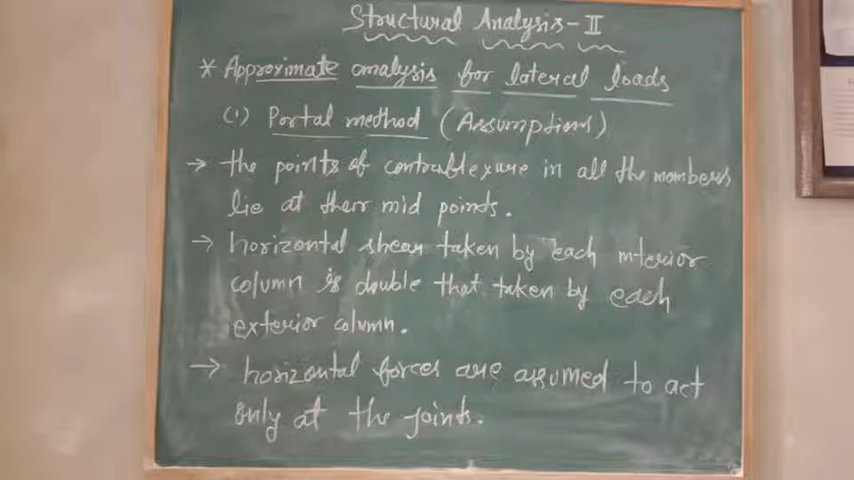 Structural Analysis - II
* Approximate analysis for lateral loads
(1) Portal method (Assumptions)
→ the points of contraflexure in all the members
lie at their mid points.
→ horizontal shear taken by each interior
column is double that taken by each
exterior column.
→ horizontal forces are assumed to act
only at the joints.